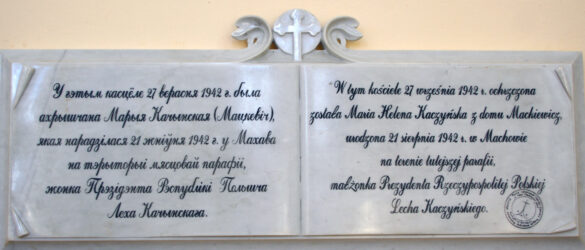 У гэтым касцёле 27 верасня 1942 г. была
ахрышчана Марыя Качынская (Мацкевіч),
якая нарадзілася 21 жніўня 1942 г. у Махава
на тэрыторыі мясцовай парафіі,
жонка Прэзідэнта Рэспублікі Польшча
Леха Качынскага.
"W tym kościele 27 września 1942 r. ochrzczona
została Maria Helena Kaczyńska z domu Mackiewicz,
urodzona 21 sierpnia 1942 r. w Machowie
na terenie tutejszej parafii,
małżonka Prezydenta Rzeczypospolitej Polskiej
Lecha Kaczyńskiego.